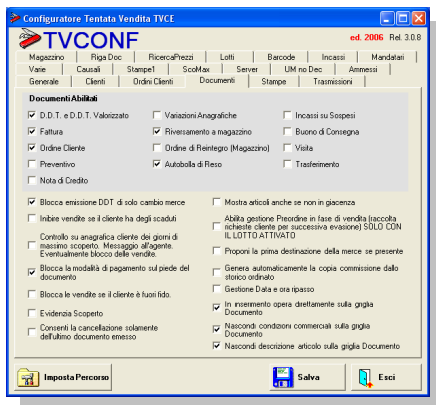 Configuratore Tentata Vendita TVCE
TVCONF
ed. 2006 Rel. 3.0.8
Magazzino Riga Doc RicercaPrezzi Lotti Barcode Incassi Mandatari
Varie Causali Stampe1 ScoMax Server UM no Dec Ammessi
Generale Clienti Ordini Clienti Documenti Stampe Trasmissioni
Documenti Abilitati
D.D.T. e D.D.T. Valorizzato Variazioni Anagrafiche Incassi su Sospesi
Fattura Riversamento a magazzino Buono di Consegna
Ordine Cliente Ordine di Reintegro (Magazzino) Visita
Preventivo Autobolla di Reso Trasferimento
Nota di Credito
Blocca emissione DDT di solo cambio merce
Inibire vendite se il cliente ha degli scaduti
Controllo su anagrafica cliente dei giorni di
massimo scoperto. Messaggio all'agente.
Eventualmente blocco delle vendite.
Blocca la modalità di pagamento sul piede del
documento
Blocca le vendite se il cliente è fuori fido.
Evidenzia Scoperto
Consenti la cancellazione solamente
dell'ultimo documento emesso
Mostra articoli anche se non in giacenza
Abilita gestione Preordine in fase di vendita (raccolta
richieste cliente per successiva evasione) SOLO CON
IL LOTTO ATTIVATO
Proponi la prima destinazione della merce se presente
Genera automaticamente la copia commissione dallo
storico ordinato
Gestione Data e ora ripasso
In inserimento opera direttamente sulla griglia
Documento
Nascondi condizioni commerciali sulla griglia
Documento
Nascondi descrizione articolo sulla griglia Documento
Imposta Percorso Salva Esci